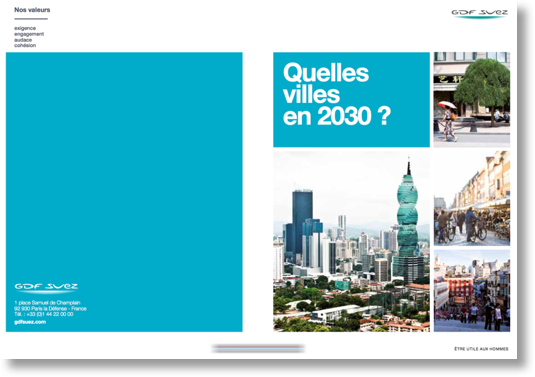 Nos valeurs
exigence
engagement
audace
cohésion
GDF SUEZ
1 place Samuel de Champlain
92 930 Paris la Défense - France
Tél. : +33 (0)1 44 22 00 00
gdfsuez.com
GDF SUEZ
Quelles
villes
en 2030 ?
ÊTRE UTILE AUX HOMMES